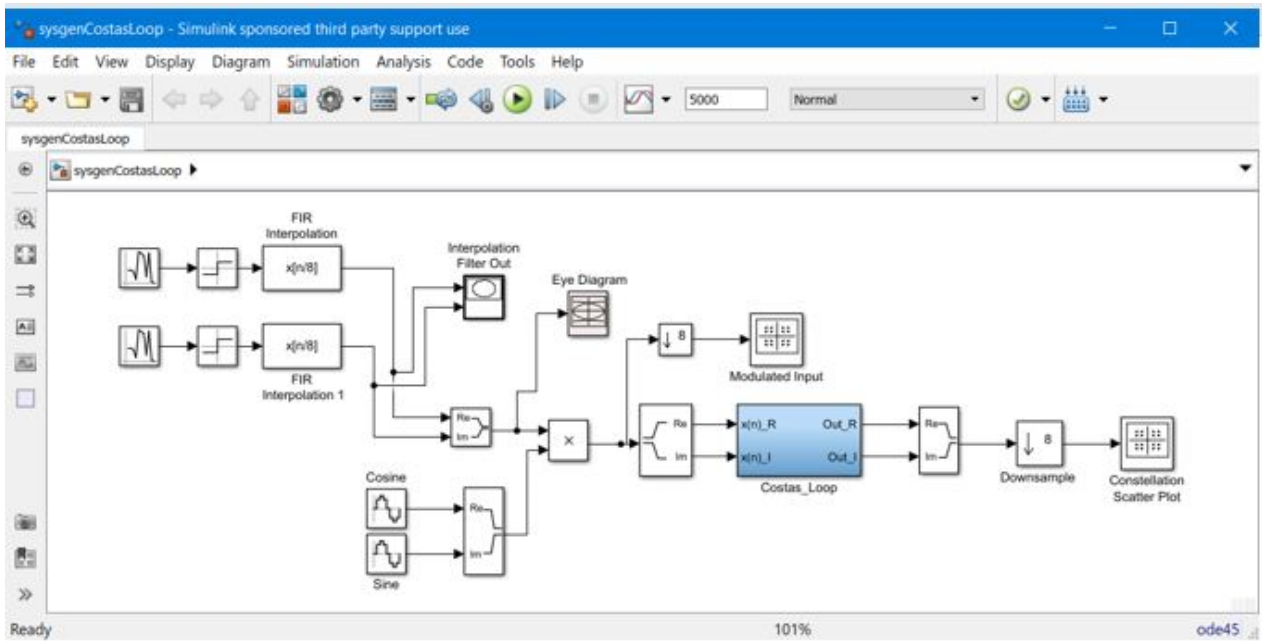 sysgenCostasLoop - Simulink sponsored third party support use
File Edit View Display Diagram Simulation Analysis Code Tools Help
5000 Normal
sysgenCostasLoop
sysgenCostasLoop
FIR
Interpolation
x[n/8]
Interpolation
Filter Out
Eye Diagram
x[n/8]
FIR
Interpolation 1
8
Modulated Input
Re
Im
×
Re
Im
x(n)_R Out_R
x(n)_I Out_I
Costas_Loop
Re
Im
8
Downsample
Constellation
Scatter Plot
Cosine
Re
Im
Sine
Ready 101% ode45